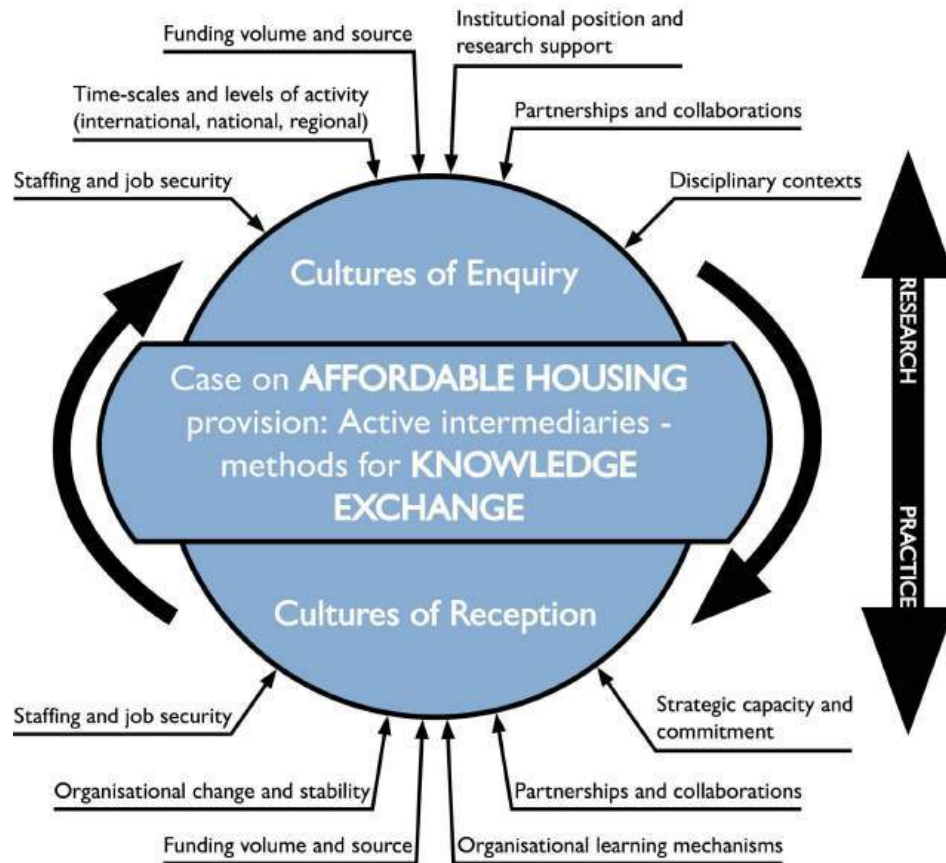 Funding volume and source
Institutional position and
research support
Time-scales and levels of activity
(international, national, regional)
Partnerships and collaborations
Staffing and job security
Disciplinary contexts
Cultures of Enquiry
Case on AFFORDABLE HOUSING
provision: Active intermediaries -
methods for KNOWLEDGE
EXCHANGE
Cultures of Reception
RESEARCH
PRACTICE
Staffing and job security
Strategic capacity and
commitment
Organisational change and stability
Partnerships and collaborations
Funding volume and source
Organisational learning mechanisms